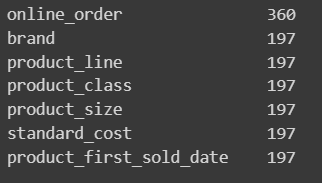 online_order 360
brand 197
product_line 197
product_class 197
product_size 197
standard_cost 197
product_first_sold_date 197